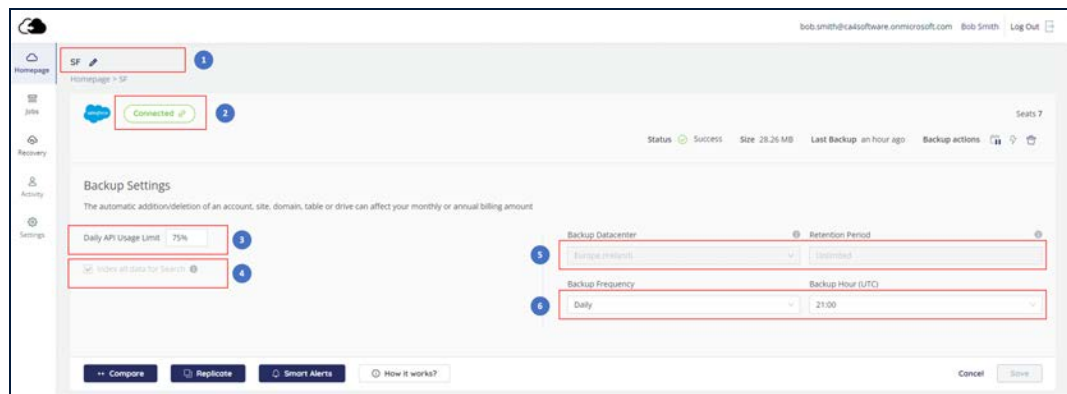 bob.smith@ca4software.onmicrosoft.com Bob Smith Log Out
Homepage
Jobs
Recovery
Activity
Settings
SF 1
Homepage > SF
salesforce Connected 2 Seats 7
Status Success Size 28.26 MB Last Backup an hour ago Backup actions
Backup Settings
The automatic addition/deletion of an account, site, domain, table or drive can affect your monthly or annual billing amount
Daily API Usage Limit 75% 3
Index all data for Search 4
Backup Datacenter Retention Period
5 Europe (Ireland) Unlimited
Backup Frequency Backup Hour (UTC)
6 Daily 21:00
Compare Replicate Smart Alerts How it works? Cancel Save